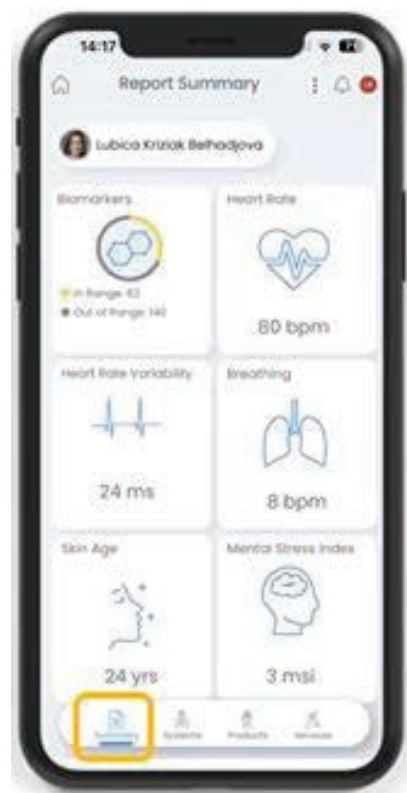 14:17
Report Summary
Lubica Kriziak Belhadjova
Biomarkers
In Range: 62
Out of Range: 140
Heart Rate
80 bpm
Heart Rate Variability
24 ms
Breathing
8 bpm
Skin Age
24 yrs
Mental Stress Index
3 msi
Summary
Systems
Products
Services